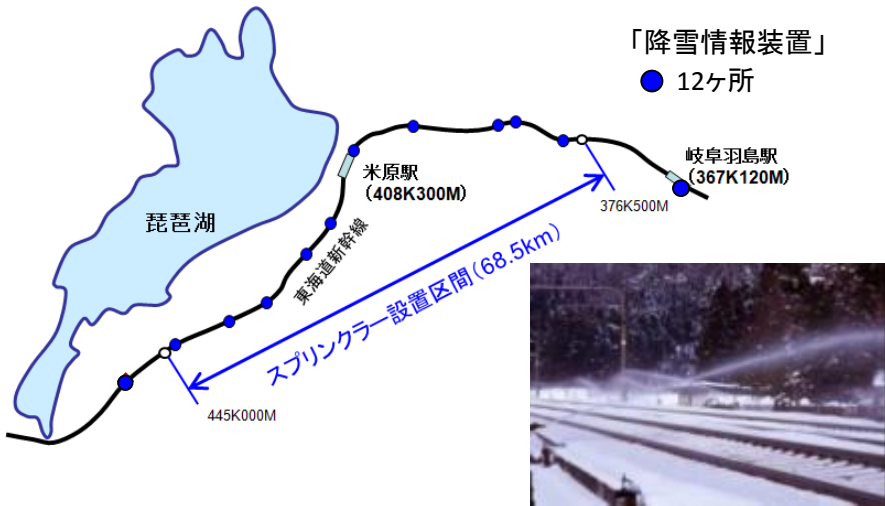 「降雪情報装置」
12ヶ所
岐阜羽島駅
(367K120M)
米原駅
(408K300M)
376K500M
琵琶湖
東海道新幹線
スプリンクラー設置区間(68.5km)
445K000M